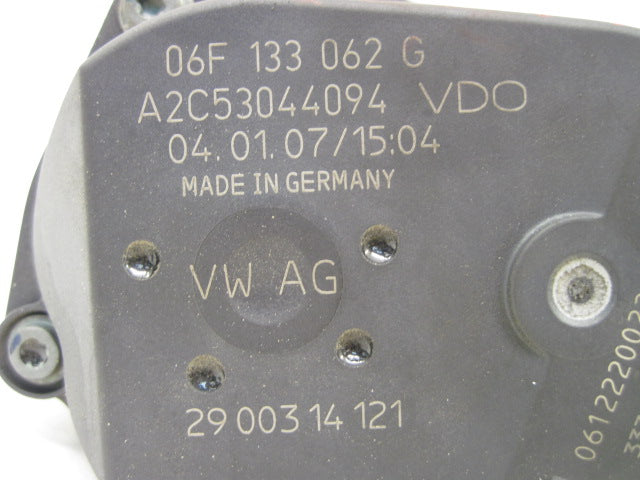 06F 133 062 G
A2C53044094 VDO
04.01.07/15:04
MADE IN GERMANY
VW AG
29 003 14 121